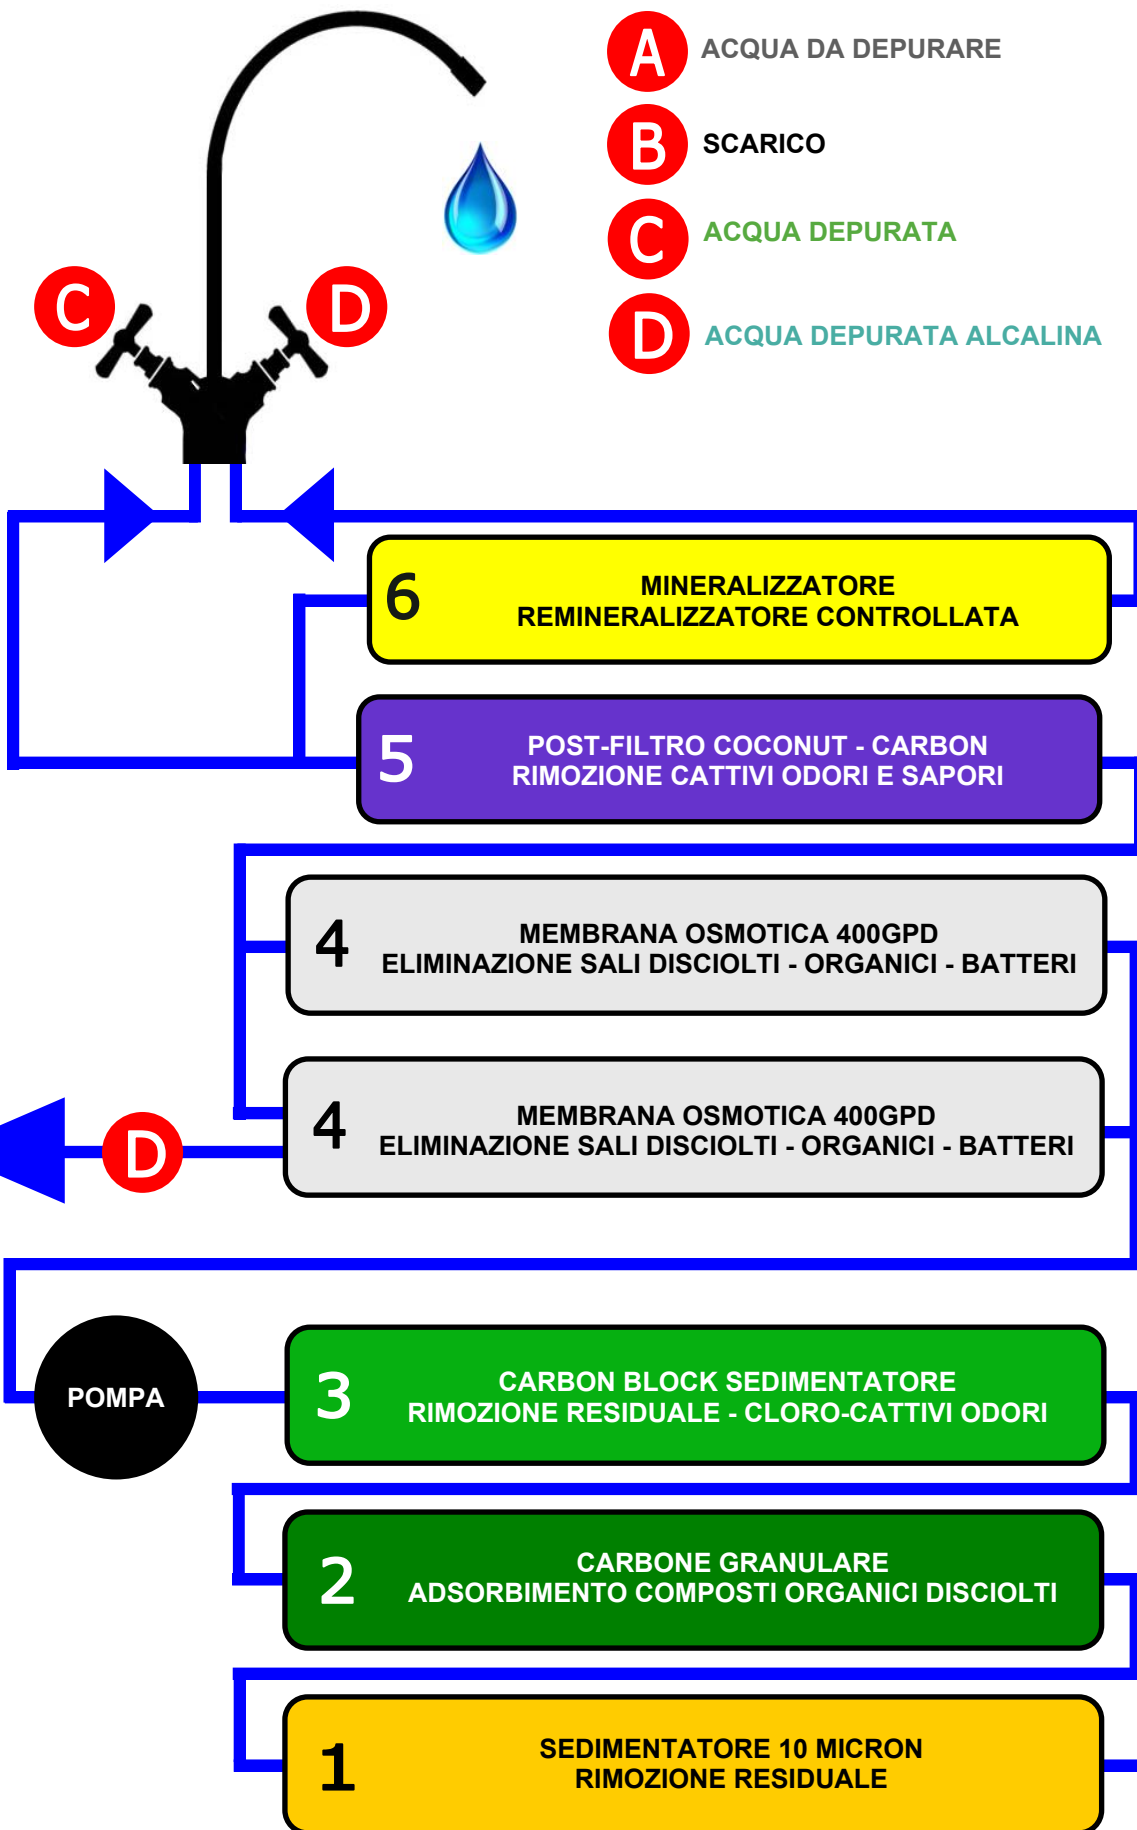 A ACQUA DA DEPURARE
B SCARICO
C ACQUA DEPURATA
D ACQUA DEPURATA ALCALINA
C D
6 MINERALIZZATORE
REMINERALIZZATORE CONTROLLATA
5 POST-FILTRO COCONUT - CARBON
RIMOZIONE CATTIVI ODORI E SAPORI
4 MEMBRANA OSMOTICA 400GPD
ELIMINAZIONE SALI DISCIOLTI - ORGANICI - BATTERI
4 MEMBRANA OSMOTICA 400GPD
ELIMINAZIONE SALI DISCIOLTI - ORGANICI - BATTERI
D
POMPA
3 CARBON BLOCK SEDIMENTATORE
RIMOZIONE RESIDUALE - CLORO-CATTIVI ODORI
2 CARBONE GRANULARE
ADSORBIMENTO COMPOSTI ORGANICI DISCIOLTI
1 SEDIMENTATORE 10 MICRON
RIMOZIONE RESIDUALE